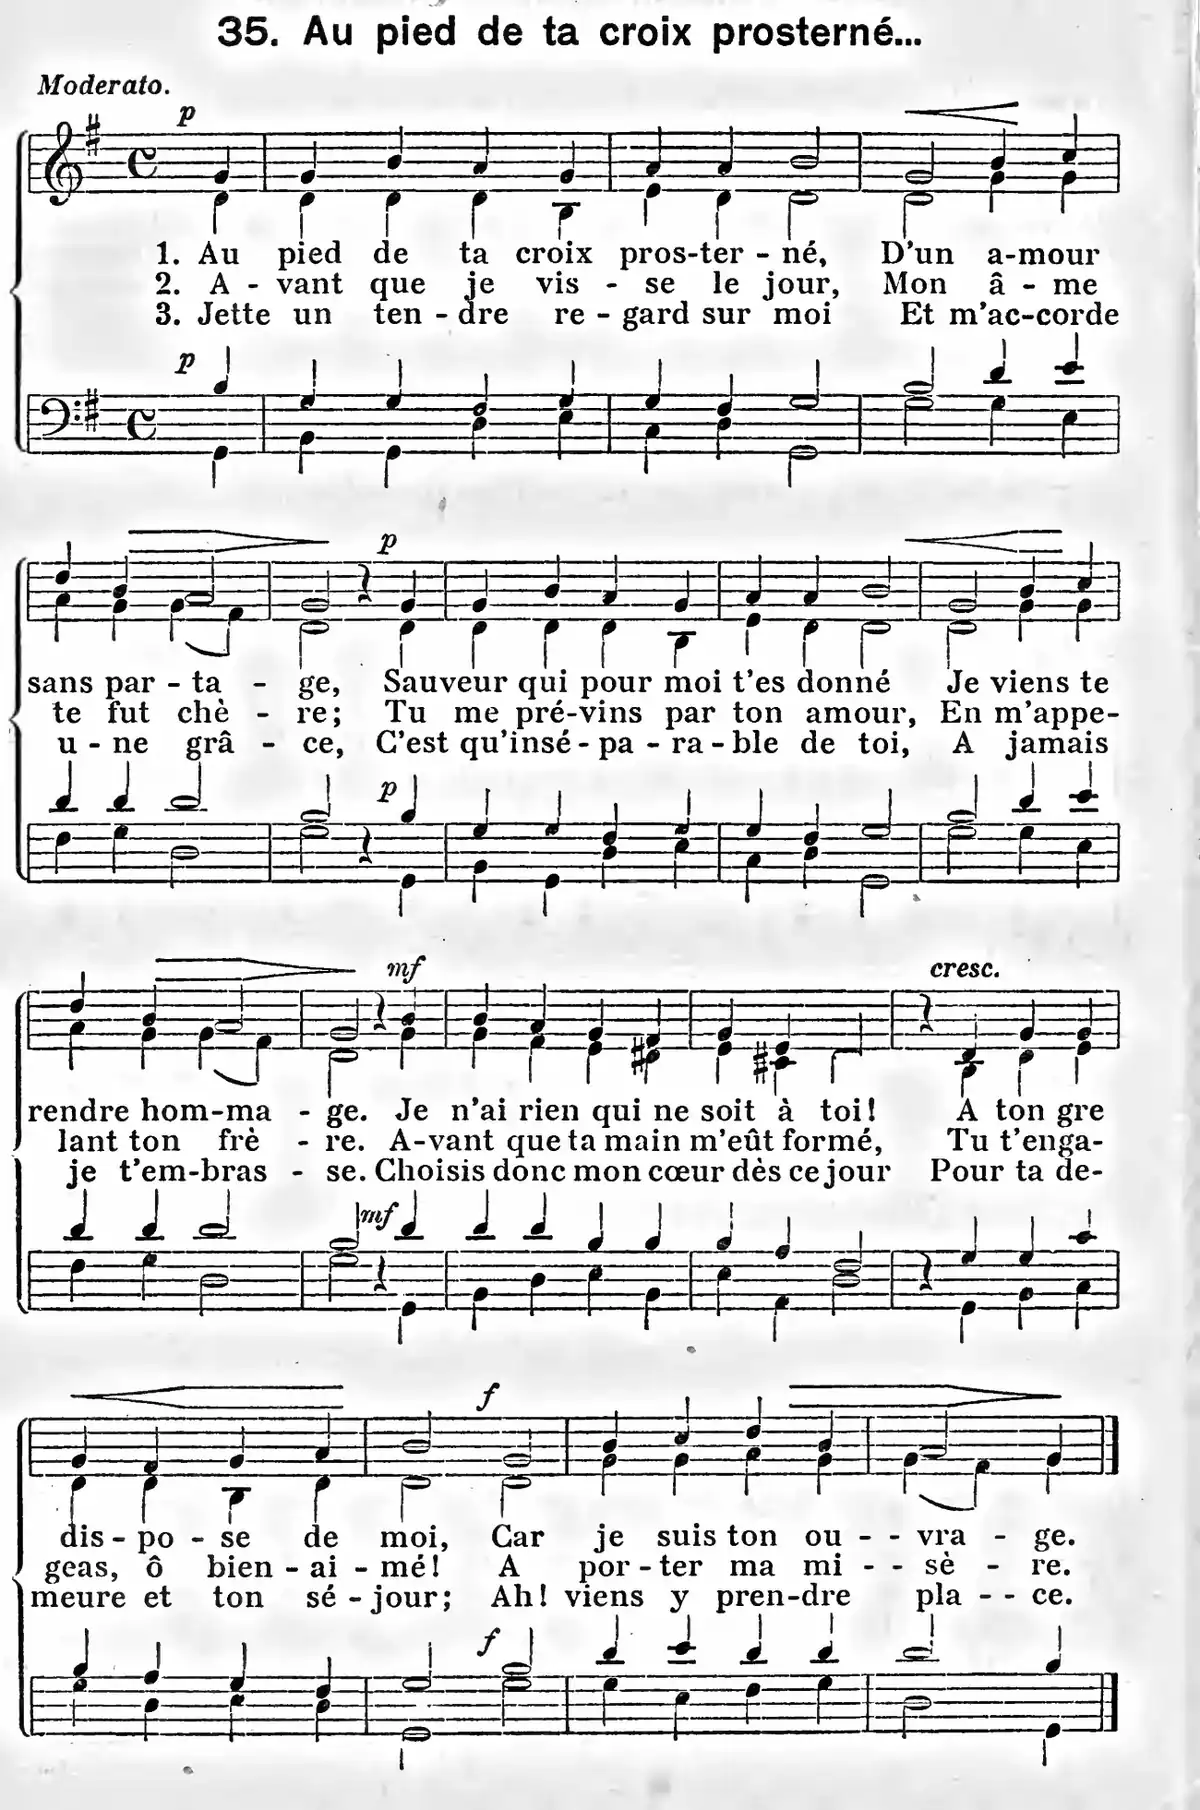 35. Au pied de ta croix prosterné...
Moderato.
p
1. Au pied de ta croix pros-ter - né, D'un a-mour
2. A - vant que je vis - se le jour, Mon â - me
3. Jette un ten - dre re - gard sur moi Et m'ac-corde
p
p
sans par - ta - ge, Sauveur qui pour moi t'es donné Je viens te
te fut chè - re; Tu me pré-vins par ton amour, En m'appe-
u - ne grâ - ce, C'est qu'insé - pa - ra - ble de toi, A jamais
p
mf cresc.
rendre hom-ma - ge. Je n'ai rien qui ne soit à toi! A ton gre
lant ton frè - re. A-vant que ta main m'eût formé, Tu t'enga-
je t'em-bras - se. Choisis donc mon cœur dès ce jour Pour ta de-
mf
f
dis - po - se de moi, Car je suis ton ou - - vra - ge.
geas, ô bien - ai - mé! A por - ter ma mi - - sè - re.
meure et ton sé - jour; Ah! viens y pren-dre pla - - ce.
f